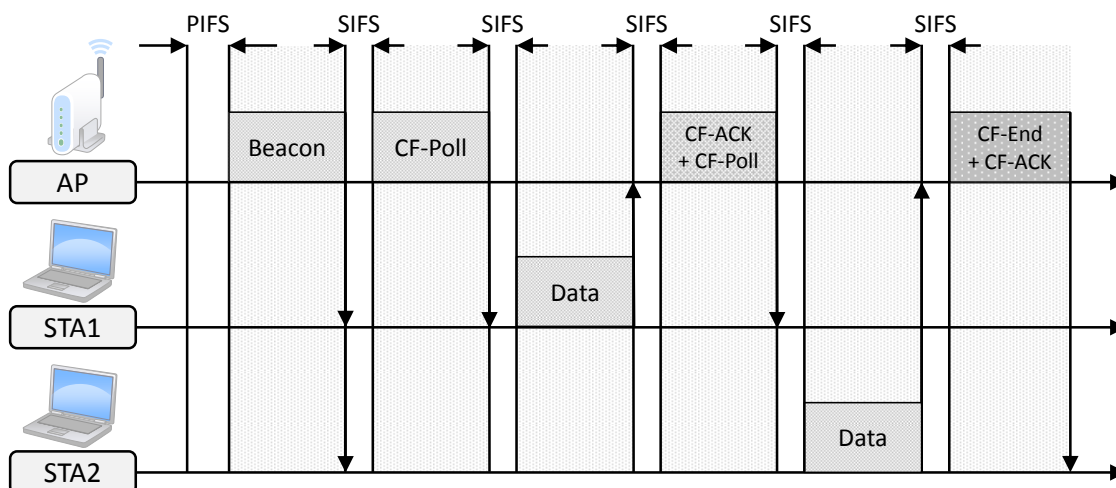 PIFS SIFS SIFS SIFS SIFS SIFS
Beacon
CF-Poll
CF-ACK
+ CF-Poll
CF-End
+ CF-ACK
AP
Data
STA1
Data
STA2